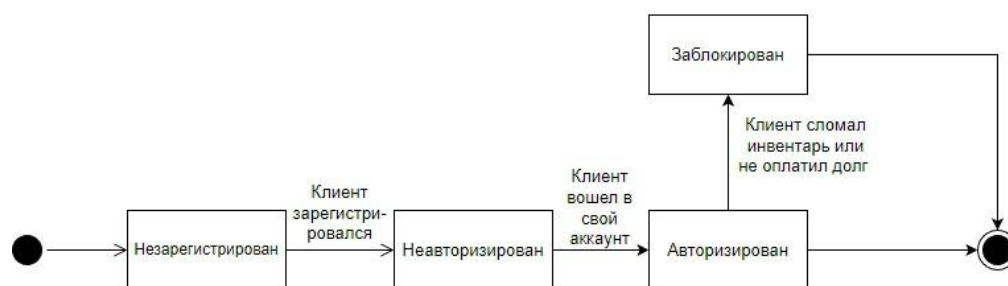 Заблокирован
Клиент сломал
инвентарь или
не оплатил долг
Клиент
зарегистри-
ровался
Клиент
вошел в
свой
аккаунт
Незарегистрирован
Неавторизирован
Авторизирован